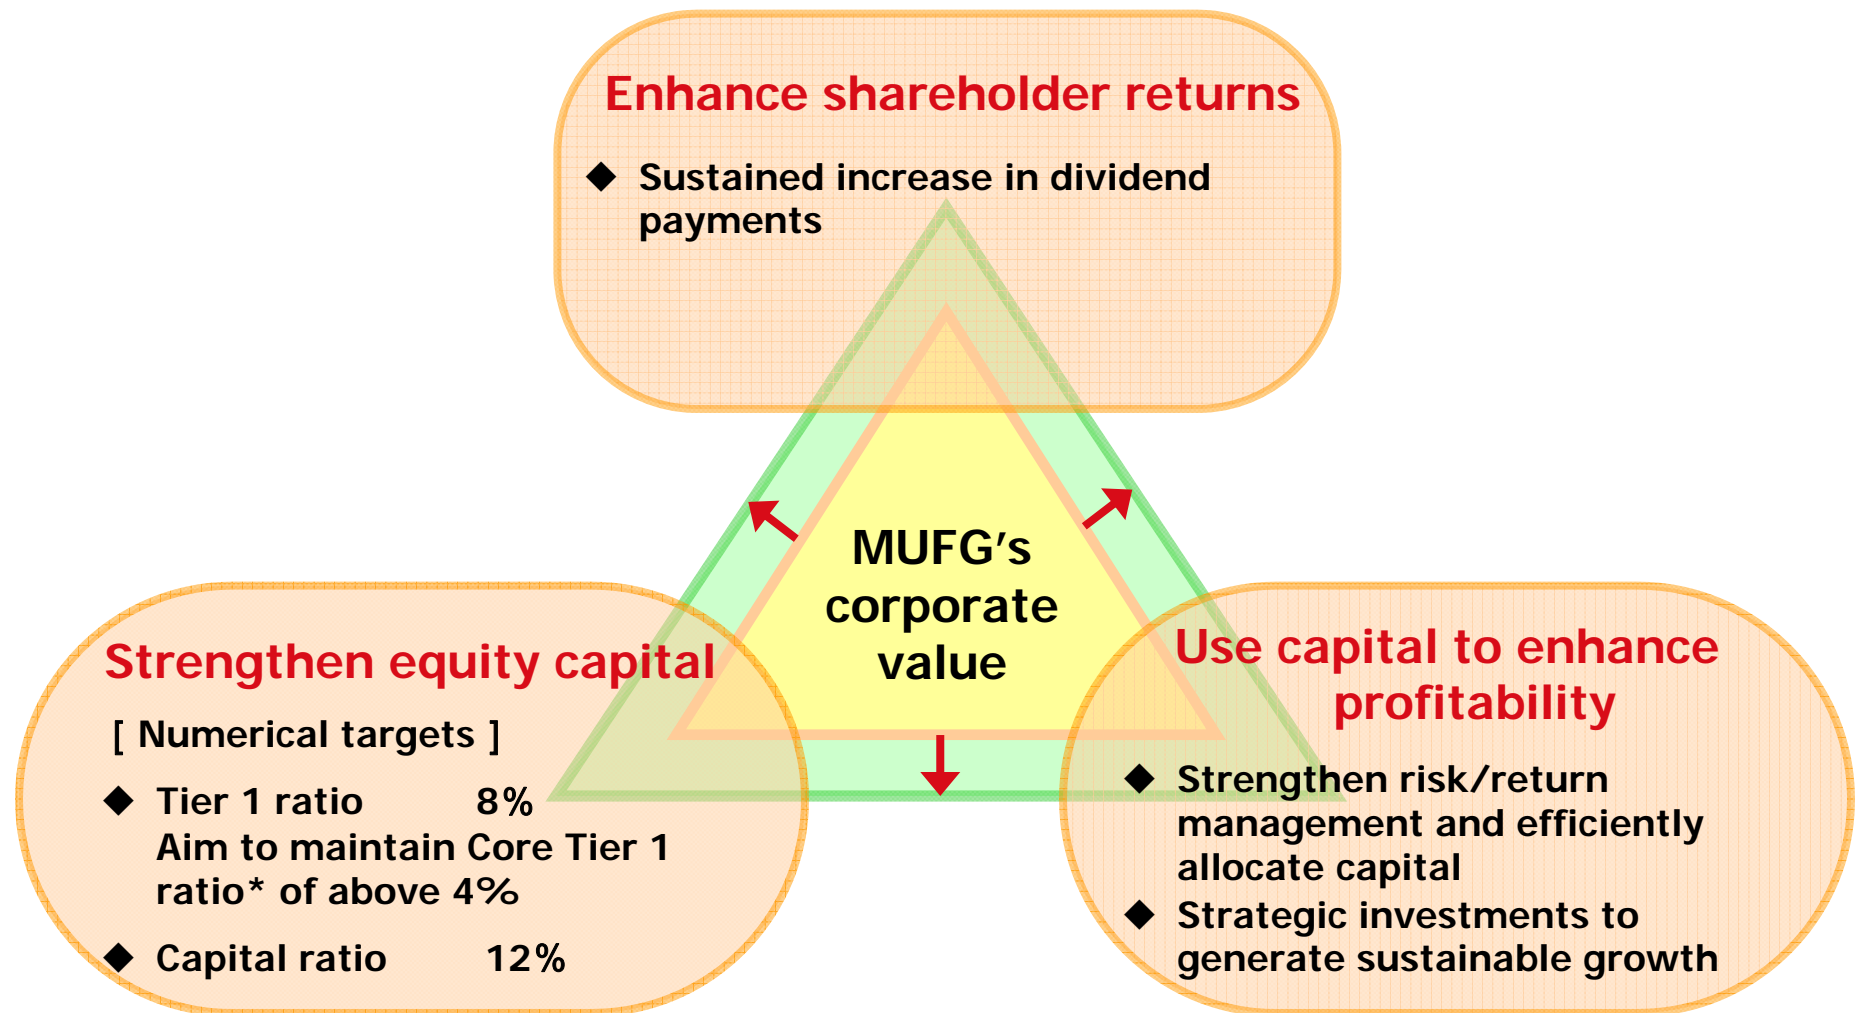 Enhance shareholder returns
◆ Sustained increase in dividend
payments
MUFG's
corporate
value
Strengthen equity capital
[ Numerical targets ]
◆ Tier 1 ratio 8%
Aim to maintain Core Tier 1
ratio* of above 4%
◆ Capital ratio 12%
Use capital to enhance
profitability
◆ Strengthen risk/return
management and efficiently
allocate capital
◆ Strategic investments to
generate sustainable growth